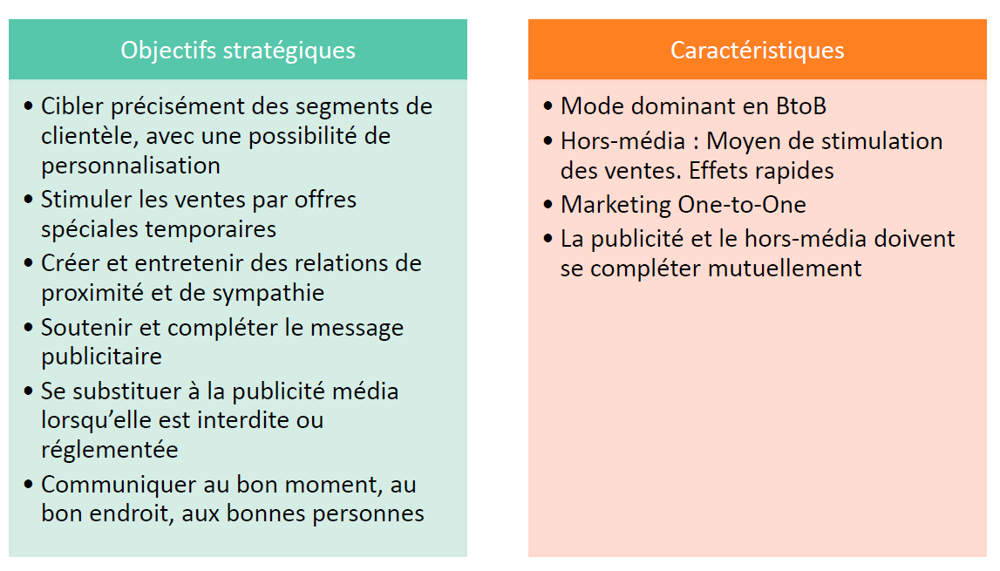 Objectifs stratégiques
• Cibler précisément des segments de
clientèle, avec une possibilité de
personnalisation
• Stimuler les ventes par offres
spéciales temporaires
• Créer et entretenir des relations de
proximité et de sympathie
• Soutenir et compléter le message
publicitaire
• Se substituer à la publicité média
lorsqu’elle est interdite ou
réglementée
• Communiquer au bon moment, au
bon endroit, aux bonnes personnes
Caractéristiques
• Mode dominant en BtoB
• Hors-média : Moyen de stimulation
des ventes. Effets rapides
• Marketing One-to-One
• La publicité et le hors-média doivent
se compléter mutuellement